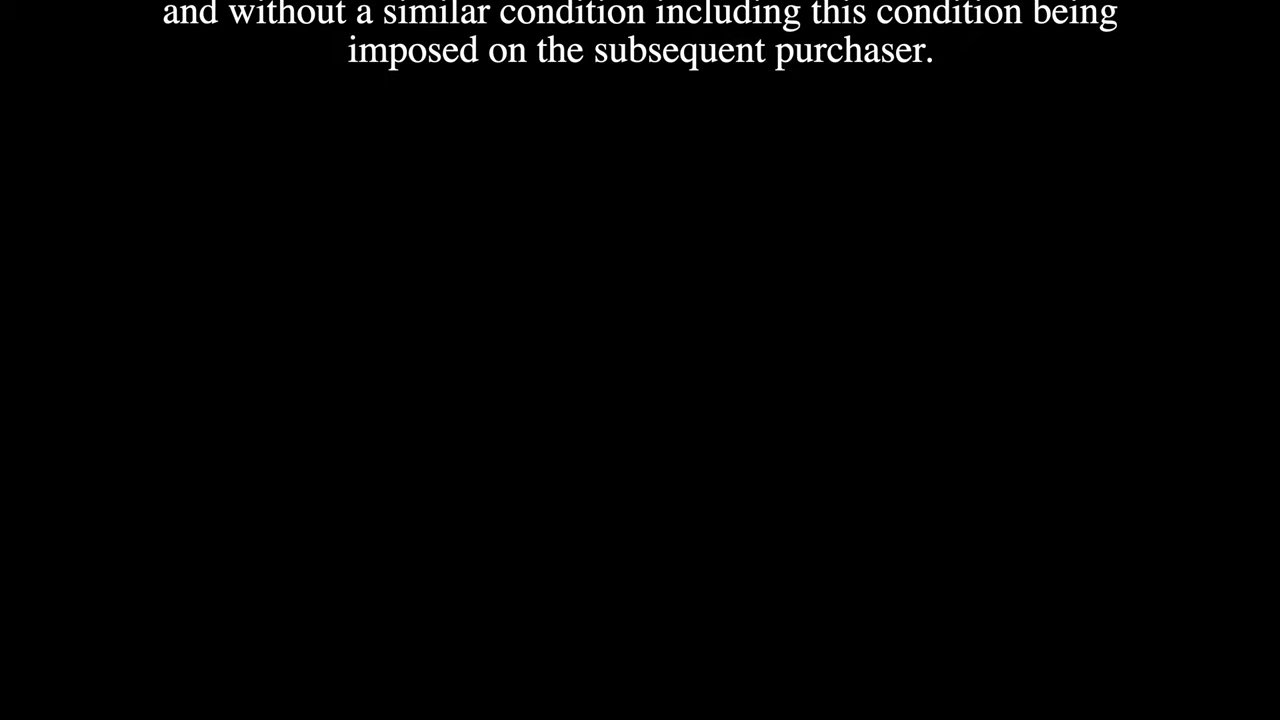 and without a similar condition including this condition being
imposed on the subsequent purchaser.